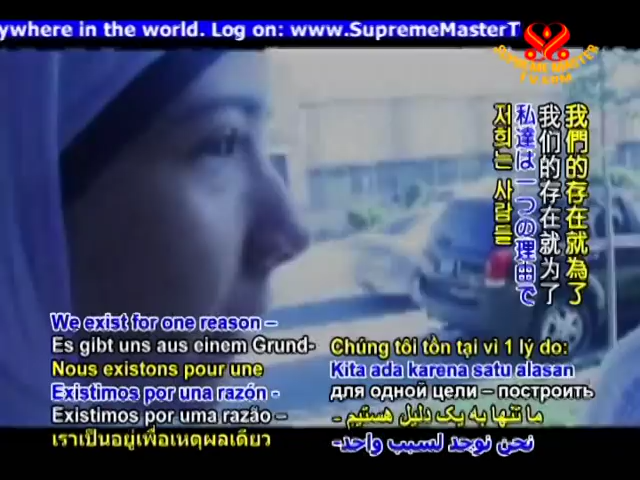 ywhere in the world. Log on: www.SupremeMasterT
SUPREME MASTER
TV.COM
我們的存在就為了
我们的存在就为了
私達は一つの理由で
저희는 사람들
We exist for one reason –
Es gibt uns aus einem Grund-
Nous existons pour une
Existimos por una razón -
Existimos por uma razão –
เราเป็นอยู่เพื่อเหตุผลเดียว
Chúng tôi tồn tại vì 1 lý do:
Kita ada karena satu alasan
для одной цели – построить
ما تنها به یک دلیل هستیم -
نحن نوجد لسبب واحد-